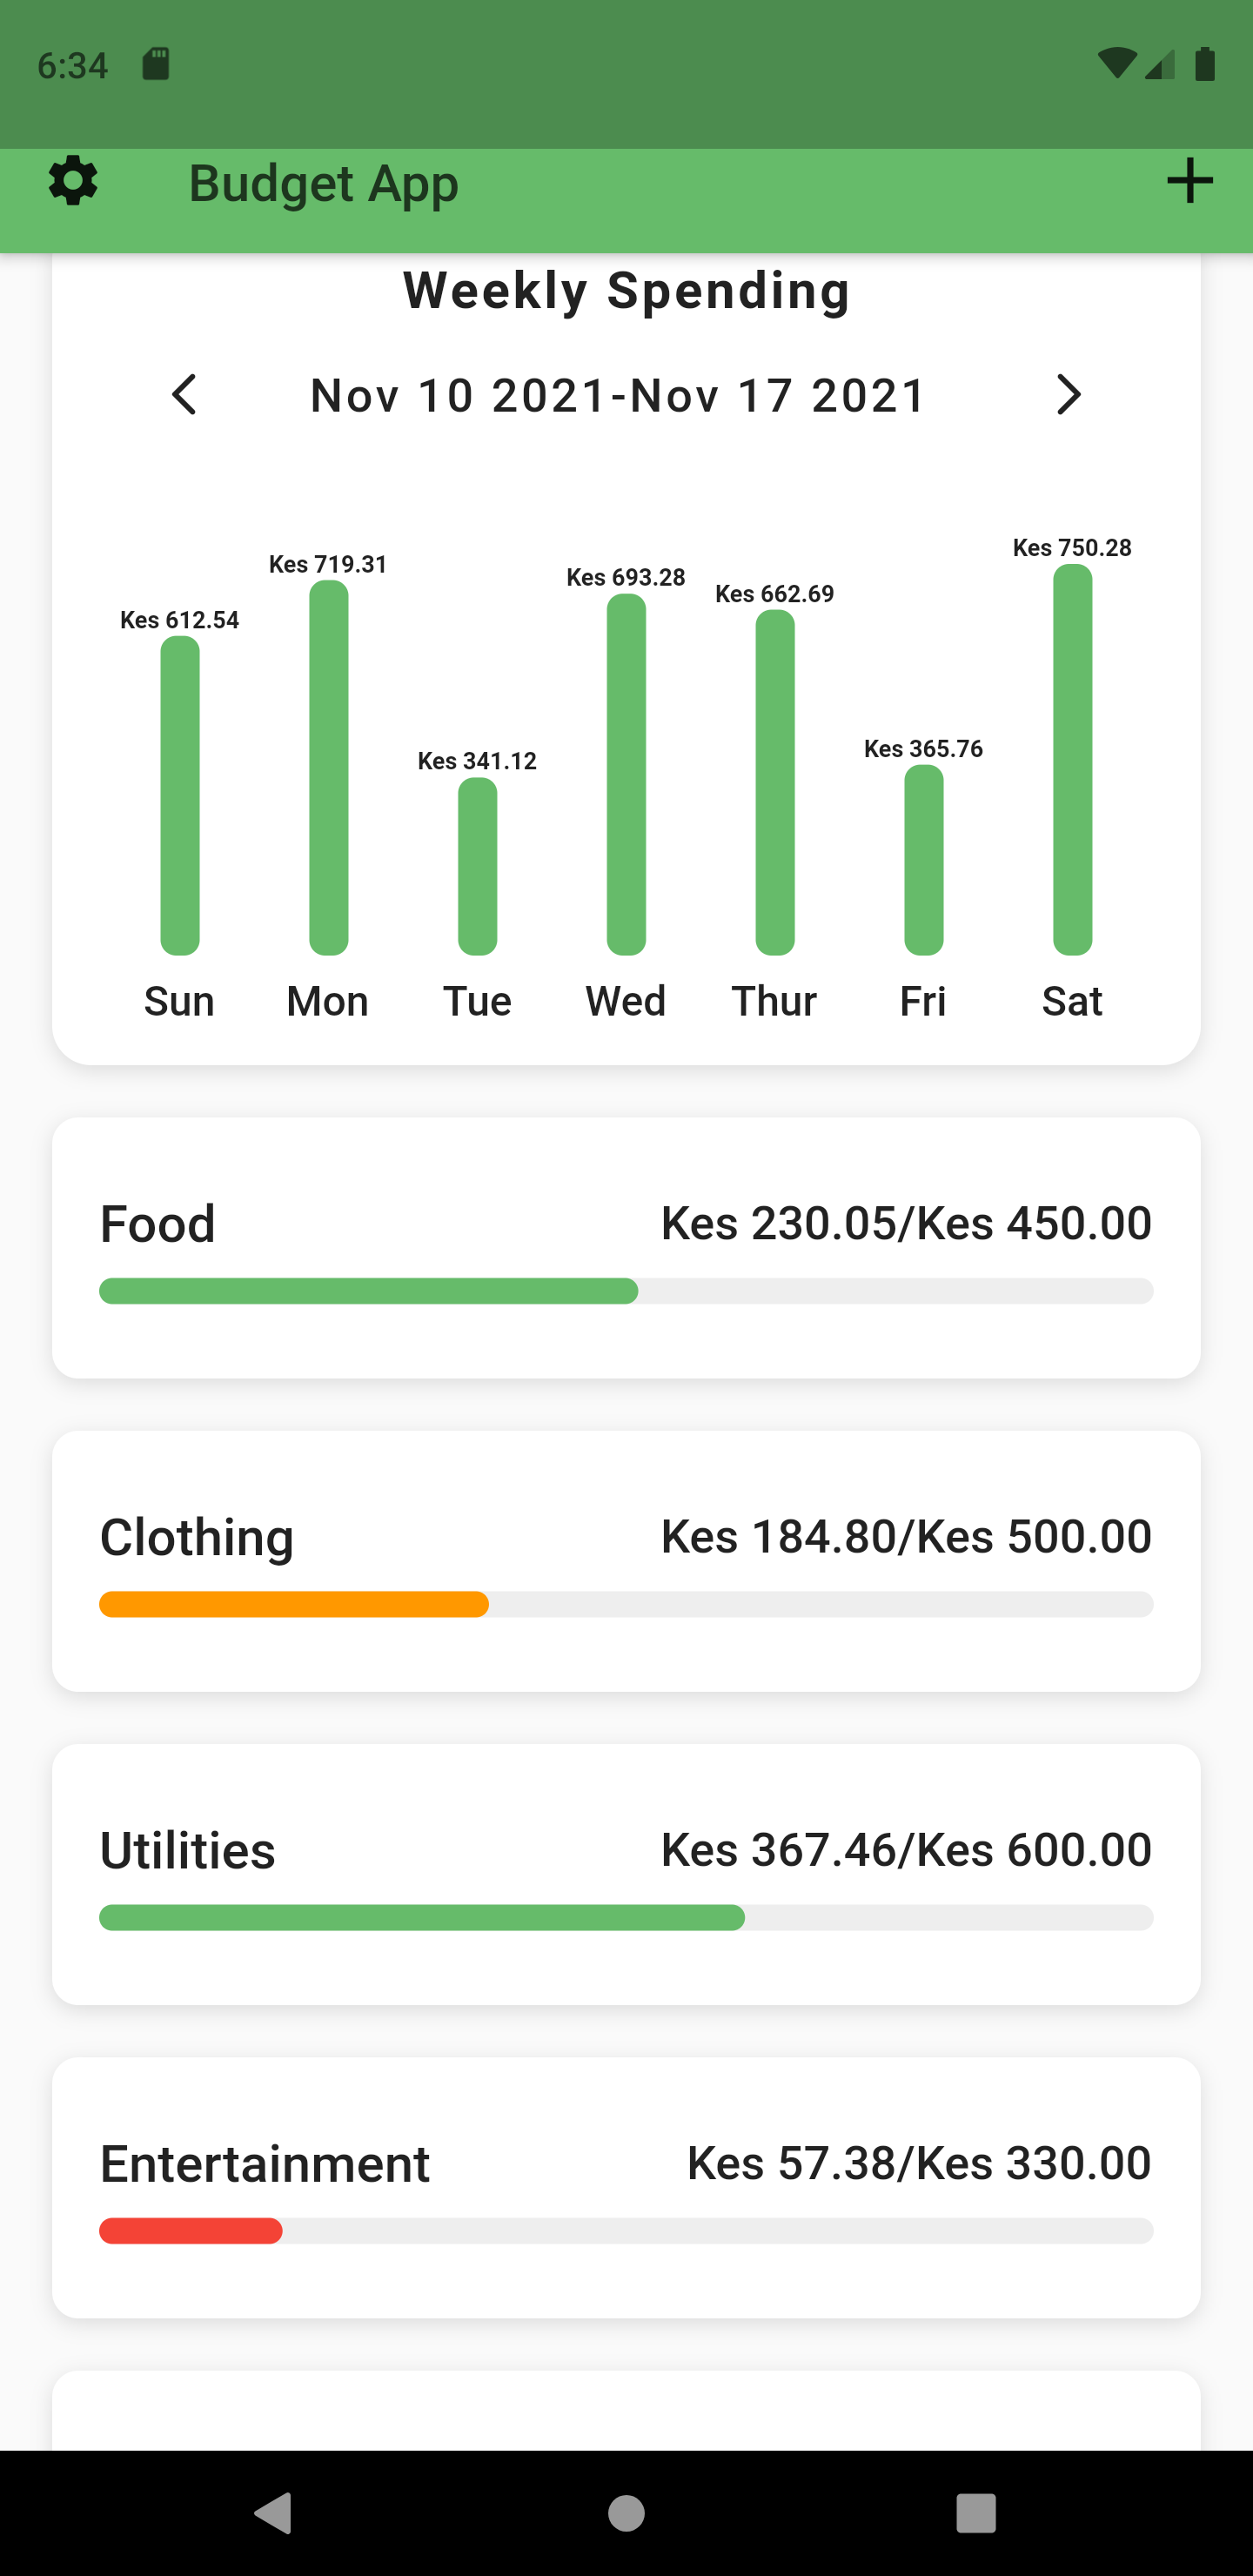 6:34
Budget App
Weekly Spending
Nov 10 2021-Nov 17 2021
Kes 612.54 Kes 719.31 Kes 341.12 Kes 693.28 Kes 662.69 Kes 365.76 Kes 750.28
Sun Mon Tue Wed Thur Fri Sat
Food Kes 230.05/Kes 450.00
Clothing Kes 184.80/Kes 500.00
Utilities Kes 367.46/Kes 600.00
Entertainment Kes 57.38/Kes 330.00